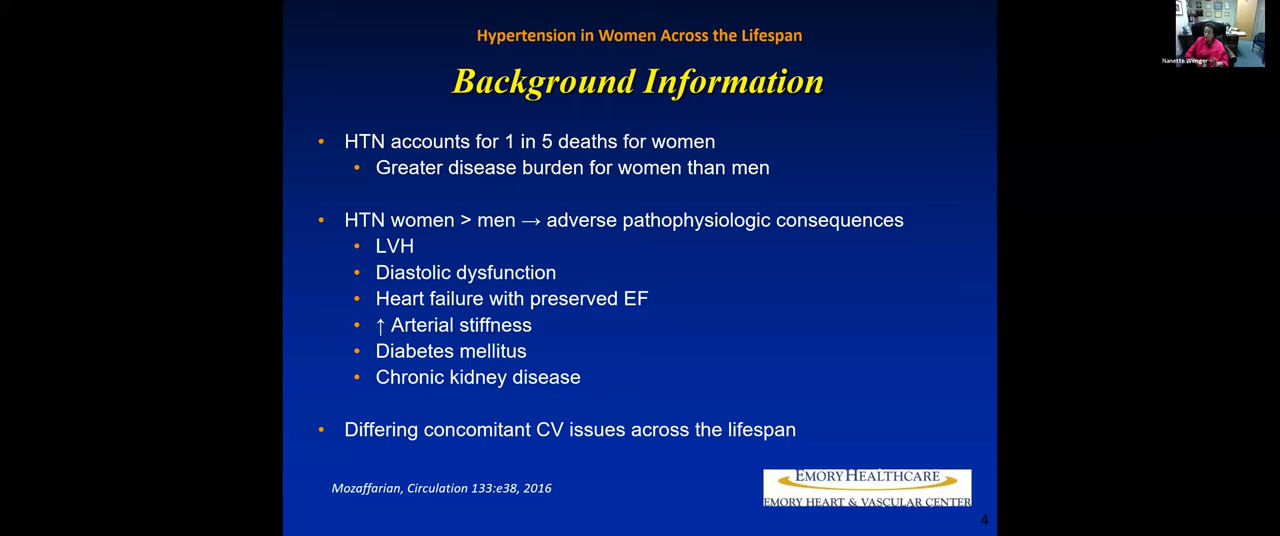 Hypertension in Women Across the Lifespan
Nanette Wenger
Background Information
• HTN accounts for 1 in 5 deaths for women
• Greater disease burden for women than men
• HTN women > men → adverse pathophysiologic consequences
• LVH
• Diastolic dysfunction
• Heart failure with preserved EF
• ↑ Arterial stiffness
• Diabetes mellitus
• Chronic kidney disease
• Differing concomitant CV issues across the lifespan
Mozaffarian, Circulation 133:e38, 2016
EMORY HEALTHCARE
EMORY HEART & VASCULAR CENTER
4